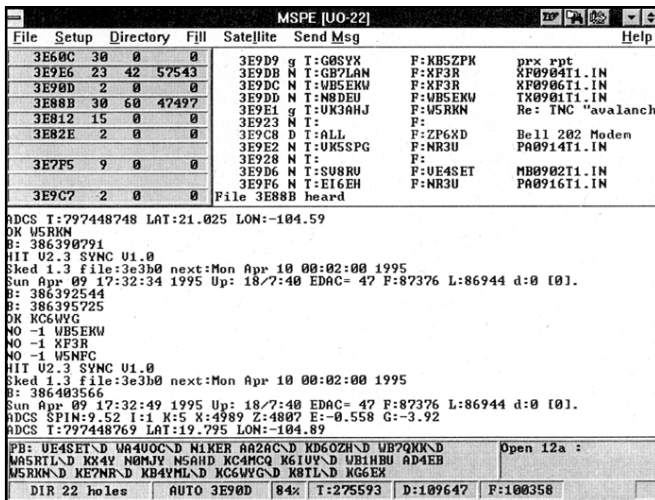 MSPE [UO-22]
File Setup Directory Fill Satellite Send Msg Help
3E60C 30 0 0
3E9E6 23 42 57543
3E90D 2 0 0
3E88B 30 60 47497
3E812 15 0 0
3E82E 2 0 0
3E7F5 9 0 0
3E9C7 2 0 0
3E9D9 g T:G0SYX F:KB5ZPK prx rpt
3E9DB N T:GB7LAN F:XF3R XF0904T1.IN
3E9DC N T:WB5EKW F:XF3R XF0906T1.IN
3E9DD N T:N8DEU F:WB5EKW TX0901T1.IN
3E9E1 g T:VK3AHJ F:W5RKN Re: TNC "avalanch
3E923 N T: F:
3E9C8 D T:ALL F:ZP6XD Bell 202 Modem
3E9E2 N T:VK5SPG F:NR3U PA0914T1.IN
3E928 N T: F:
3E9D6 N T:SV8RV F:VE4SET MB0902T1.IN
3E9F6 N T:EI6EH F:NR3U PA0916T1.IN
File 3E88B heard
ADCS T:797448748 LAT:21.025 LON:-104.59
OK W5RKN
B: 386390791
HIT V2.3 SYNC V1.0
Sked 1.3 file:3e3b0 next:Mon Apr 10 00:02:00 1995
Sun Apr 09 17:32:34 1995 Up: 18/7:40 EDAC= 47 F:87376 L:86944 d:0 [0].
B: 386392544
B: 386395725
OK KC6WYG
NO -1 WB5EKW
NO -1 XF3R
NO -1 W5NFC
HIT V2.3 SYNC V1.0
Sked 1.3 file:3e3b0 next:Mon Apr 10 00:02:00 1995
B: 386403566
Sun Apr 09 17:32:49 1995 Up: 18/7:40 EDAC= 47 F:87376 L:86944 d:0 [0].
ADCS SPIN:9.52 I:1 K:5 X:4989 Z:4807 E:-0.558 G:-3.92
ADCS T:797448769 LAT:19.795 LON:-104.89
PB: VE4SET\D WA4VOC\D N1KER AA2AC\D KD6OZH\D WB7QKK\D
WA5RTL\D KX4Y N0MJY N5AHD KC4MCQ K6IUY\D WB1HBU AD4EB
W5RKN\D KE7NR\D KB4YML\D KC6WYG\D K8TL\D KG6EX
Open 12a :
DIR 22 holes AUTO 3E90D 84% T:275593 D:109647 F:100358